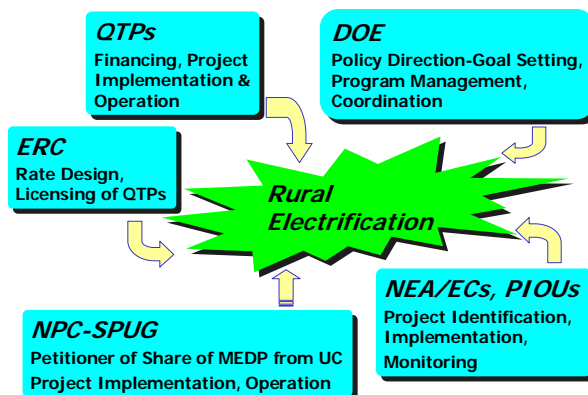 QTPs
Financing, Project
Implementation &
Operation
DOE
Policy Direction-Goal Setting,
Program Management,
Coordination
ERC
Rate Design,
Licensing of QTPs
Rural
Electrification
NEA/ECs, PIOUs
Project Identification,
Implementation,
Monitoring
NPC-SPUG
Petitioner of Share of MEDP from UC
Project Implementation, Operation